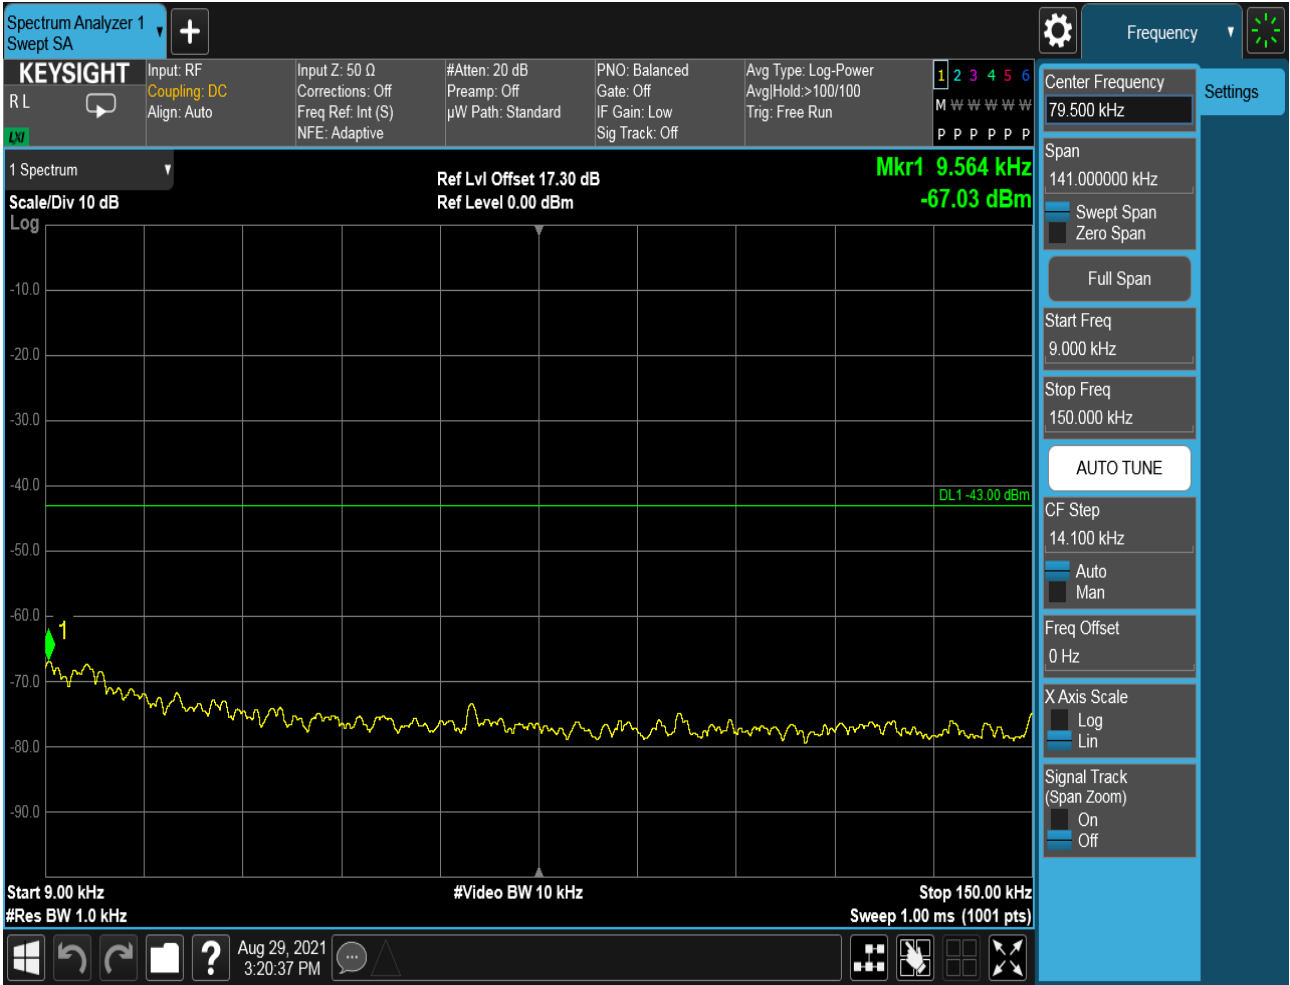 Spectrum Analyzer 1
Swept SA
Frequency
KEYSIGHT
R L
LXI
Input: RF
Coupling: DC
Align: Auto
Input Z: 50 Ω
Corrections: Off
Freq Ref: Int (S)
NFE: Adaptive
#Atten: 20 dB
Preamp: Off
µW Path: Standard
PNO: Balanced
Gate: Off
IF Gain: Low
Sig Track: Off
Avg Type: Log-Power
Avg|Hold:>100/100
Trig: Free Run
1 2 3 4 5 6
M W W W W W
P P P P P P
1 Spectrum
Scale/Div 10 dB
Log
Ref Lvl Offset 17.30 dB
Ref Level 0.00 dBm
Mkr1 9.564 kHz
-67.03 dBm
-10.0
-20.0
-30.0
-40.0
DL1 -43.00 dBm
-50.0
-60.0
1
-70.0
-80.0
-90.0
Start 9.00 kHz
#Video BW 10 kHz
Stop 150.00 kHz
#Res BW 1.0 kHz
Sweep 1.00 ms (1001 pts)
Center Frequency
79.500 kHz
Settings
Span
141.000000 kHz
Swept Span
Zero Span
Full Span
Start Freq
9.000 kHz
Stop Freq
150.000 kHz
AUTO TUNE
CF Step
14.100 kHz
Auto
Man
Freq Offset
0 Hz
X Axis Scale
Log
Lin
Signal Track
(Span Zoom)
On
Off
?
Aug 29, 2021
3:20:37 PM